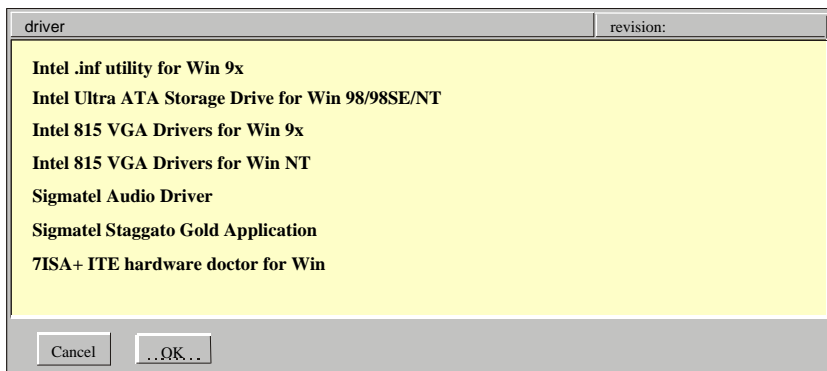 driver revision:
Intel .inf utility for Win 9x
Intel Ultra ATA Storage Drive for Win 98/98SE/NT
Intel 815 VGA Drivers for Win 9x
Intel 815 VGA Drivers for Win NT
Sigmatel Audio Driver
Sigmatel Staggato Gold Application
7ISA+ ITE hardware doctor for Win
Cancel ..OK..